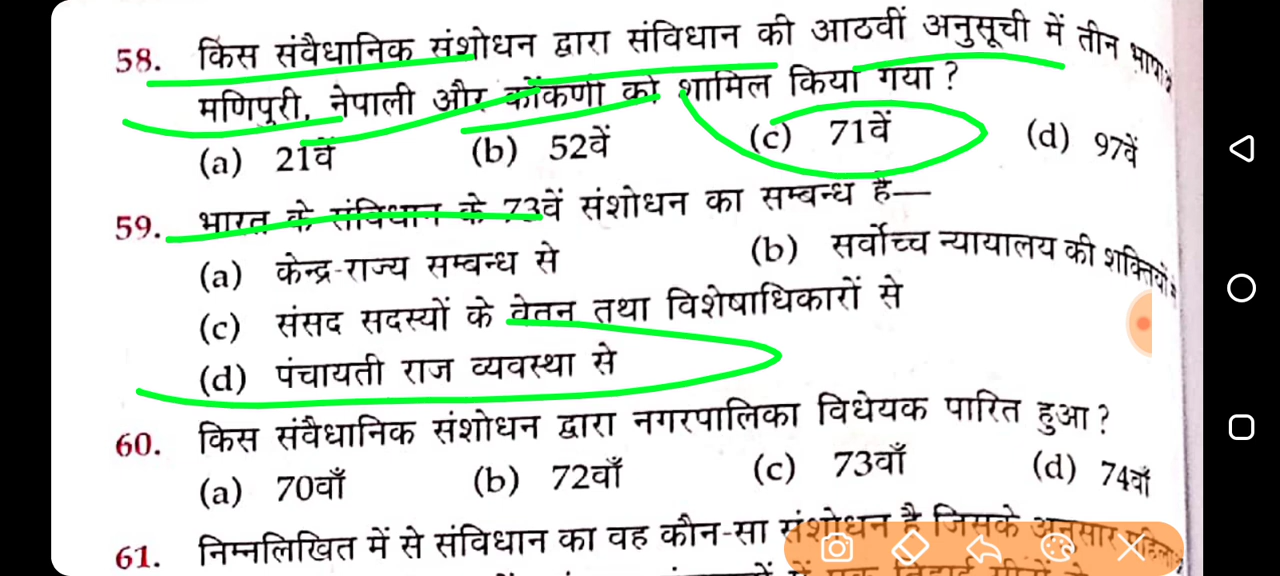 58. किस संवैधानिक संशोधन द्वारा संविधान की आठवीं अनुसूची में तीन
मणिपुरी, नेपाली और कोंकणी को शामिल किया गया ?
(a) 21वें (b) 52वें (c) 71वें (d) 97वें
59. भारत के संविधान के 73वें संशोधन का सम्बन्ध है—
(a) केन्द्र-राज्य सम्बन्ध से (b) सर्वोच्च न्यायालय की शक्तियों
(c) संसद सदस्यों के वेतन तथा विशेषाधिकारों से
(d) पंचायती राज व्यवस्था से
60. किस संवैधानिक संशोधन द्वारा नगरपालिका विधेयक पारित हुआ ?
(a) 70वाँ (b) 72वाँ (c) 73वाँ (d) 74वाँ
61. निम्नलिखित में से संविधान का वह कौन-सा संशोधन है जिसके अनुसार